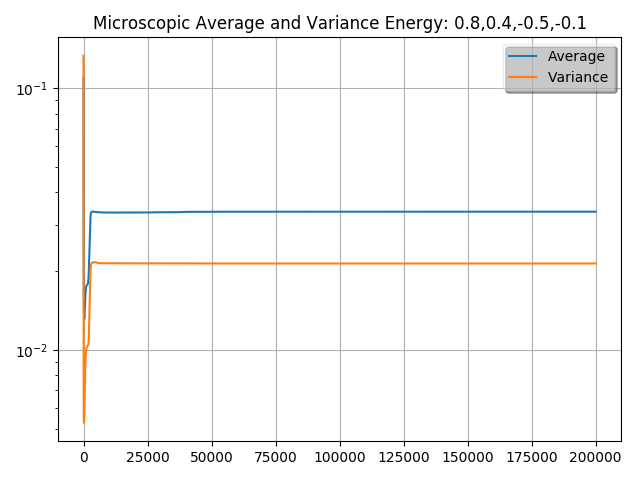 Microscopic Average and Variance Energy: 0.8,0.4,-0.5,-0.1
Average
Variance
10⁻¹
10⁻²
0 25000 50000 75000 100000 125000 150000 175000 200000